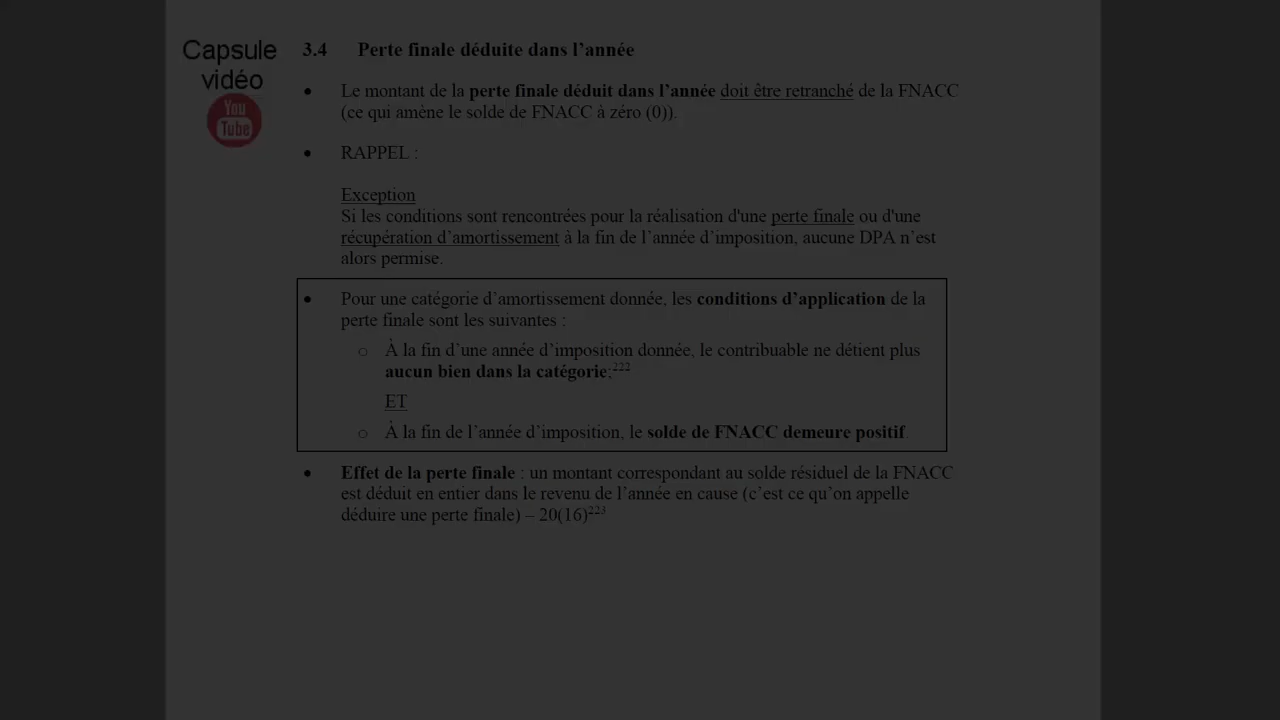 Capsule
vidéo
You
Tube
3.4 Perte finale déduite dans l’année
• Le montant de la perte finale déduit dans l’année doit être retranché de la FNACC
(ce qui amène le solde de FNACC à zéro (0)).
• RAPPEL :
Exception
Si les conditions sont rencontrées pour la réalisation d'une perte finale ou d'une
récupération d’amortissement à la fin de l’année d’imposition, aucune DPA n’est
alors permise.
• Pour une catégorie d’amortissement donnée, les conditions d’application de la
perte finale sont les suivantes :
○ À la fin d’une année d’imposition donnée, le contribuable ne détient plus
aucun bien dans la catégorie;222
ET
○ À la fin de l’année d’imposition, le solde de FNACC demeure positif.
• Effet de la perte finale : un montant correspondant au solde résiduel de la FNACC
est déduit en entier dans le revenu de l’année en cause (c’est ce qu’on appelle
déduire une perte finale) – 20(16)223